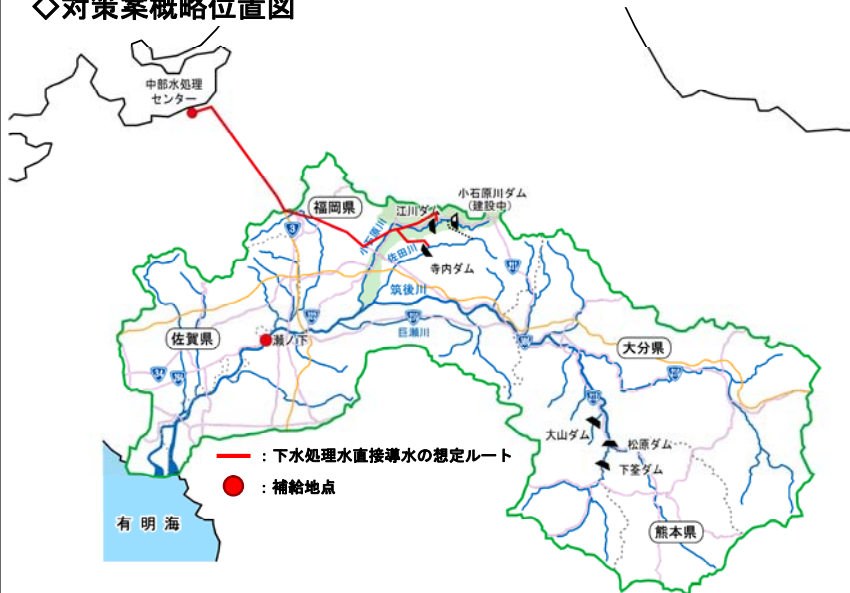 ◇対策案概略位置図
中部水処理
センター
福岡県
江川ダム
小石原川ダム
(建設中)
小石原川
佐田川
寺内ダム
3
筑後川
佐賀県
瀬ノ下
巨瀬川
大分県
34
大山ダム
松原ダム
下筌ダム
:下水処理水直接導水の想定ルート
:補給地点
有明海
熊本県